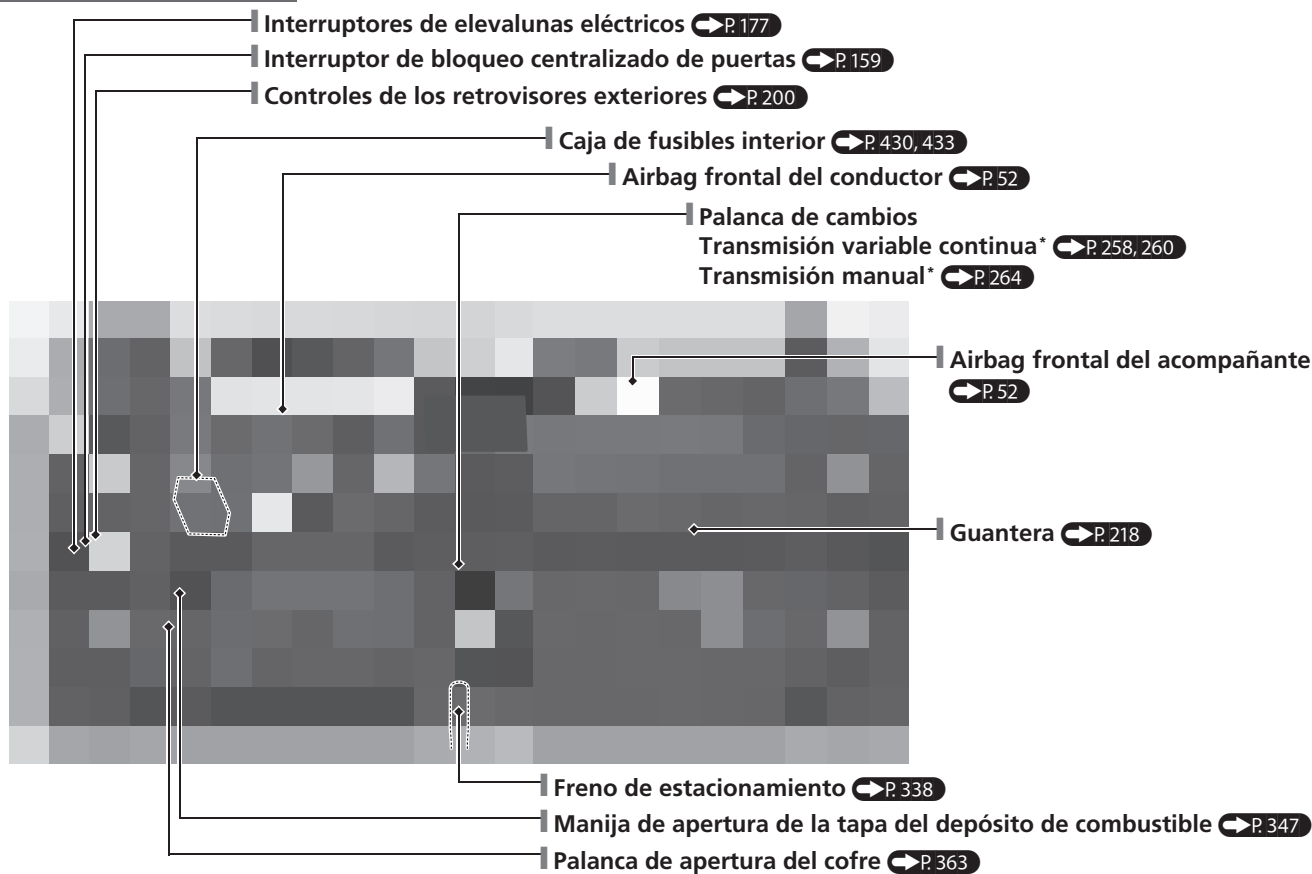 Interruptores de elevalunas eléctricos P. 177
Interruptor de bloqueo centralizado de puertas P. 159
Controles de los retrovisores exteriores P. 200
Caja de fusibles interior P. 430, 433
Airbag frontal del conductor P. 52
Palanca de cambios
Transmisión variable continua* P. 258, 260
Transmisión manual* P. 264
Airbag frontal del acompañante
P. 52
Guantera P. 218
Freno de estacionamiento P. 338
Manija de apertura de la tapa del depósito de combustible P. 347
Palanca de apertura del cofre P. 363